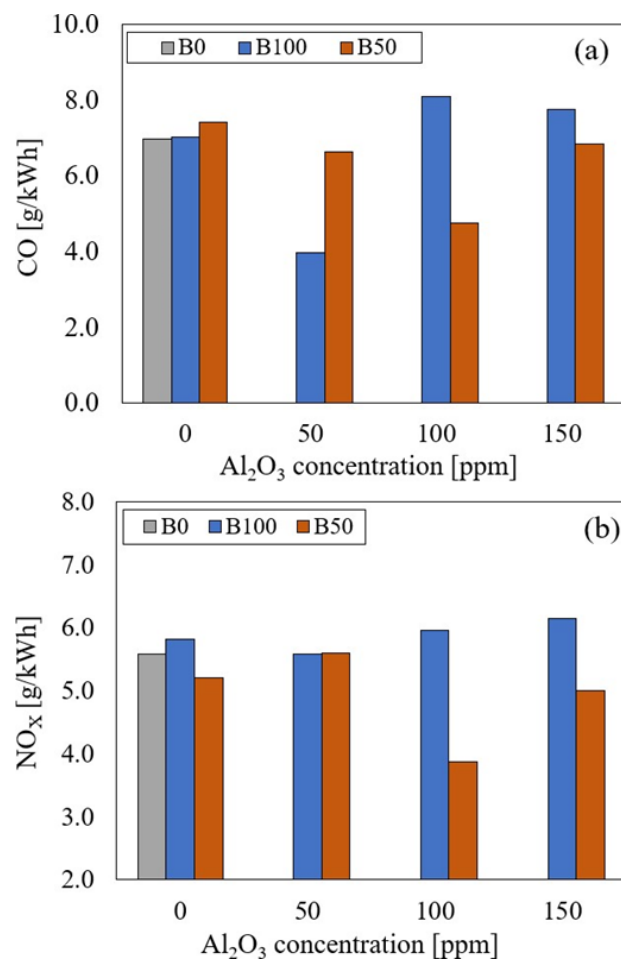 10.0
B0 B100 B50
(a)
8.0
6.0
4.0
2.0
0.0
CO [g/kWh]
0 50 100 150
Al₂O₃ concentration [ppm]
8.0
B0 B100 B50
(b)
7.0
6.0
5.0
4.0
3.0
2.0
NOₓ [g/kWh]
0 50 100 150
Al₂O₃ concentration [ppm]